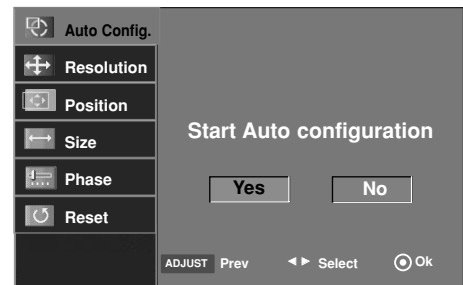 Auto Config.
Resolution
Position
Size
Phase
Reset
Start Auto configuration
Yes No
ADJUST Prev ◄ ► Select Ok